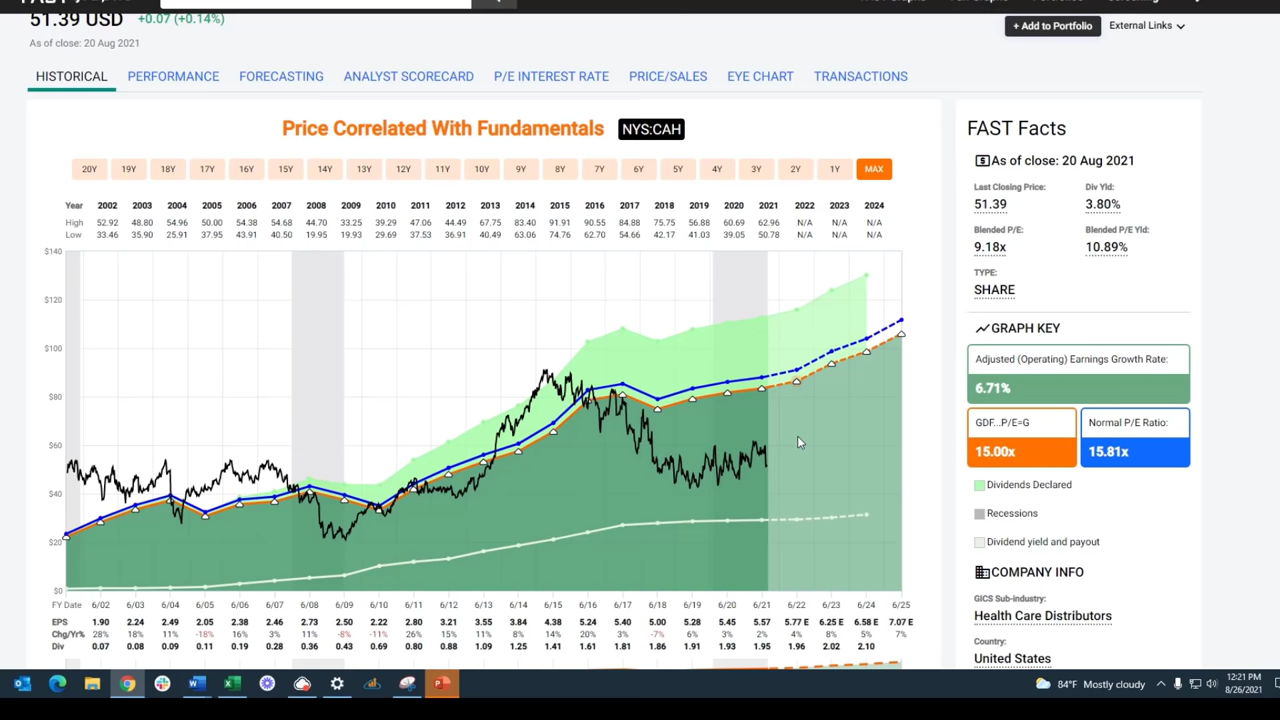 51.39 USD +0.07 (+0.14%)
As of close: 20 Aug 2021
+ Add to Portfolio External Links
HISTORICAL PERFORMANCE FORECASTING ANALYST SCORECARD P/E INTEREST RATE PRICE/SALES EYE CHART TRANSACTIONS
Price Correlated With Fundamentals NYS:CAH
20Y 19Y 18Y 17Y 16Y 15Y 14Y 13Y 12Y 11Y 10Y 9Y 8Y 7Y 6Y 5Y 4Y 3Y 2Y 1Y MAX
Year 2002 2003 2004 2005 2006 2007 2008 2009 2010 2011 2012 2013 2014 2015 2016 2017 2018 2019 2020 2021 2022 2023 2024
High 52.92 48.80 54.96 50.00 54.38 54.68 44.70 33.25 39.29 47.06 44.49 67.75 83.40 91.91 90.55 84.88 75.75 56.88 60.69 62.96 N/A N/A N/A
Low 33.46 35.90 25.91 37.95 43.91 40.50 19.95 19.93 29.69 37.53 36.91 40.49 63.06 74.76 62.70 54.66 42.17 41.03 39.05 50.78 N/A N/A N/A
$140
$120
$100
$80
$60
$40
$20
$0
FY Date 6/02 6/03 6/04 6/05 6/06 6/07 6/08 6/09 6/10 6/11 6/12 6/13 6/14 6/15 6/16 6/17 6/18 6/19 6/20 6/21 6/22 6/23 6/24 6/25
EPS 1.90 2.24 2.49 2.05 2.38 2.46 2.73 2.50 2.22 2.80 3.21 3.55 3.84 4.38 5.24 5.40 5.00 5.28 5.45 5.57 5.77 E 6.25 E 6.58 E 7.07 E
Chg/Yr% 28% 18% 11% -18% 16% 3% 11% -8% -11% 26% 15% 11% 8% 14% 20% 3% -7% 6% 3% 2% 4% 8% 5% 7%
Div 0.07 0.08 0.09 0.11 0.19 0.28 0.36 0.43 0.69 0.80 0.88 1.09 1.25 1.41 1.61 1.81 1.86 1.91 1.93 1.95 1.96 2.02 2.10
FAST Facts
As of close: 20 Aug 2021
Last Closing Price: Div Yld:
51.39 3.80%
Blended P/E: Blended P/E Yld:
9.18x 10.89%
TYPE:
SHARE
GRAPH KEY
Adjusted (Operating) Earnings Growth Rate:
6.71%
GDF...P/E=G Normal P/E Ratio:
15.00x 15.81x
Dividends Declared
Recessions
Dividend yield and payout
COMPANY INFO
GICS Sub-industry:
Health Care Distributors
Country:
United States
84°F Mostly cloudy 12:21 PM
8/26/2021